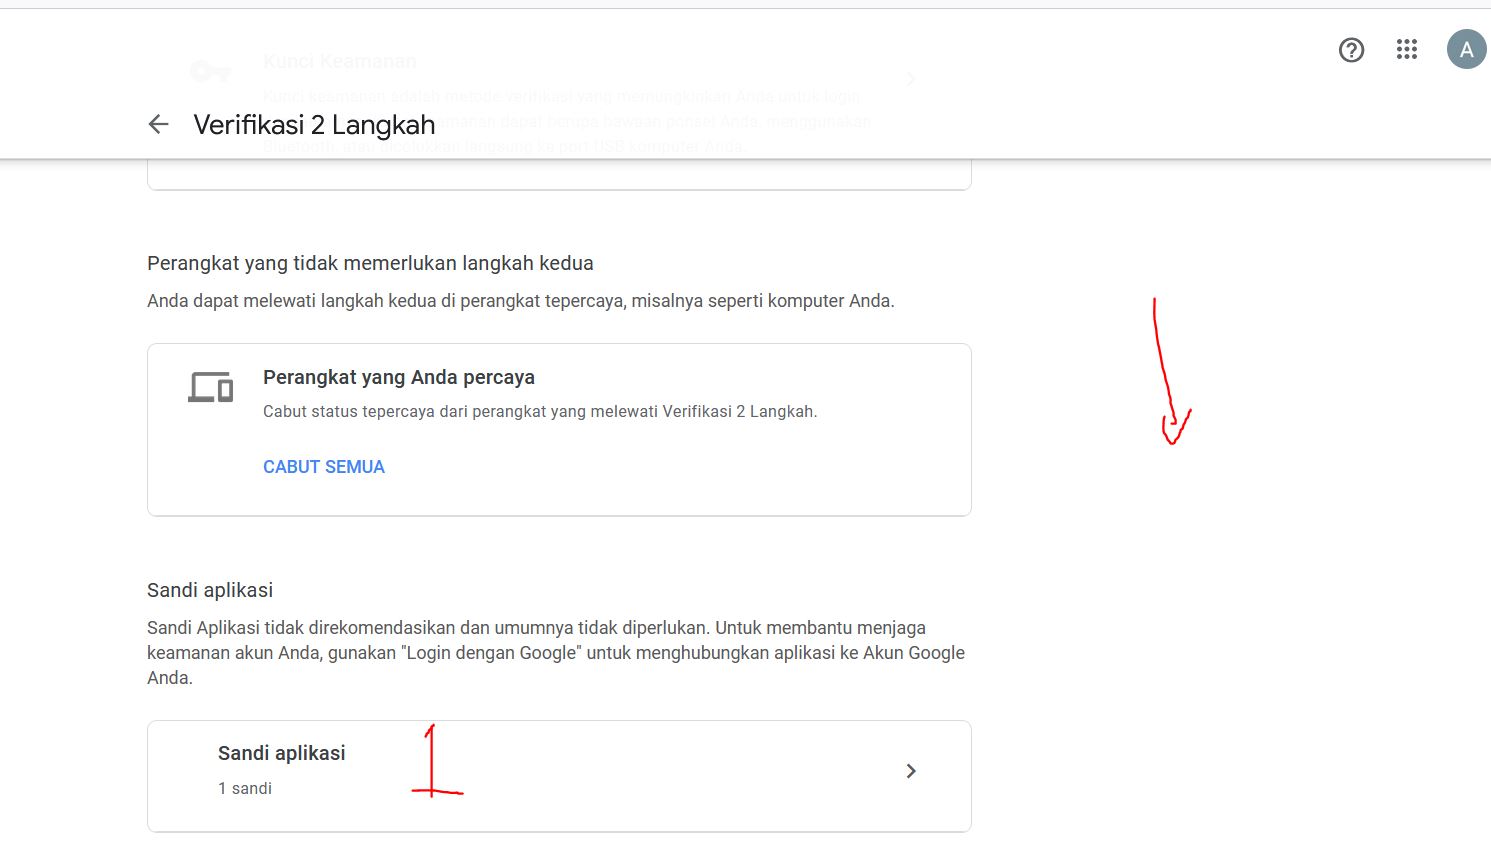 Kunci Keamanan
Kunci keamanan adalah metode verifikasi yang memungkinkan Anda untuk login
amanan dapat berupa bawaan ponsel Anda, menggunakan
Verifikasi 2 Langkah
Bluetooth, atau dicolokkan langsung ke port USB komputer Anda.
A
Perangkat yang tidak memerlukan langkah kedua
Anda dapat melewati langkah kedua di perangkat tepercaya, misalnya seperti komputer Anda.
Perangkat yang Anda percaya
Cabut status tepercaya dari perangkat yang melewati Verifikasi 2 Langkah.
CABUT SEMUA
Sandi aplikasi
Sandi Aplikasi tidak direkomendasikan dan umumnya tidak diperlukan. Untuk membantu menjaga
keamanan akun Anda, gunakan "Login dengan Google" untuk menghubungkan aplikasi ke Akun Google
Anda.
Sandi aplikasi
1 sandi
1